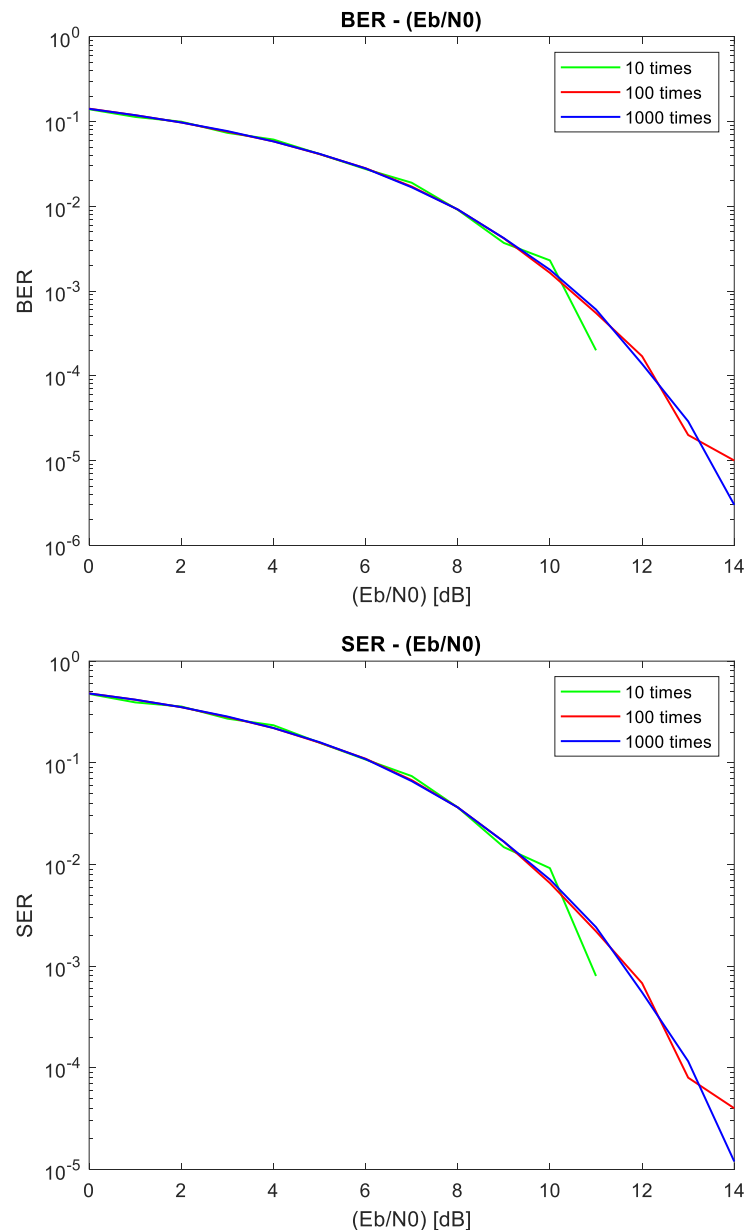 BER - (Eb/N0)
10^0
10 times
100 times
1000 times
10^-1
10^-2
BER
10^-3
10^-4
10^-5
10^-6
0 2 4 6 8 10 12 14
(Eb/N0) [dB]
SER - (Eb/N0)
10^0
10 times
100 times
1000 times
10^-1
10^-2
SER
10^-3
10^-4
10^-5
0 2 4 6 8 10 12 14
(Eb/N0) [dB]